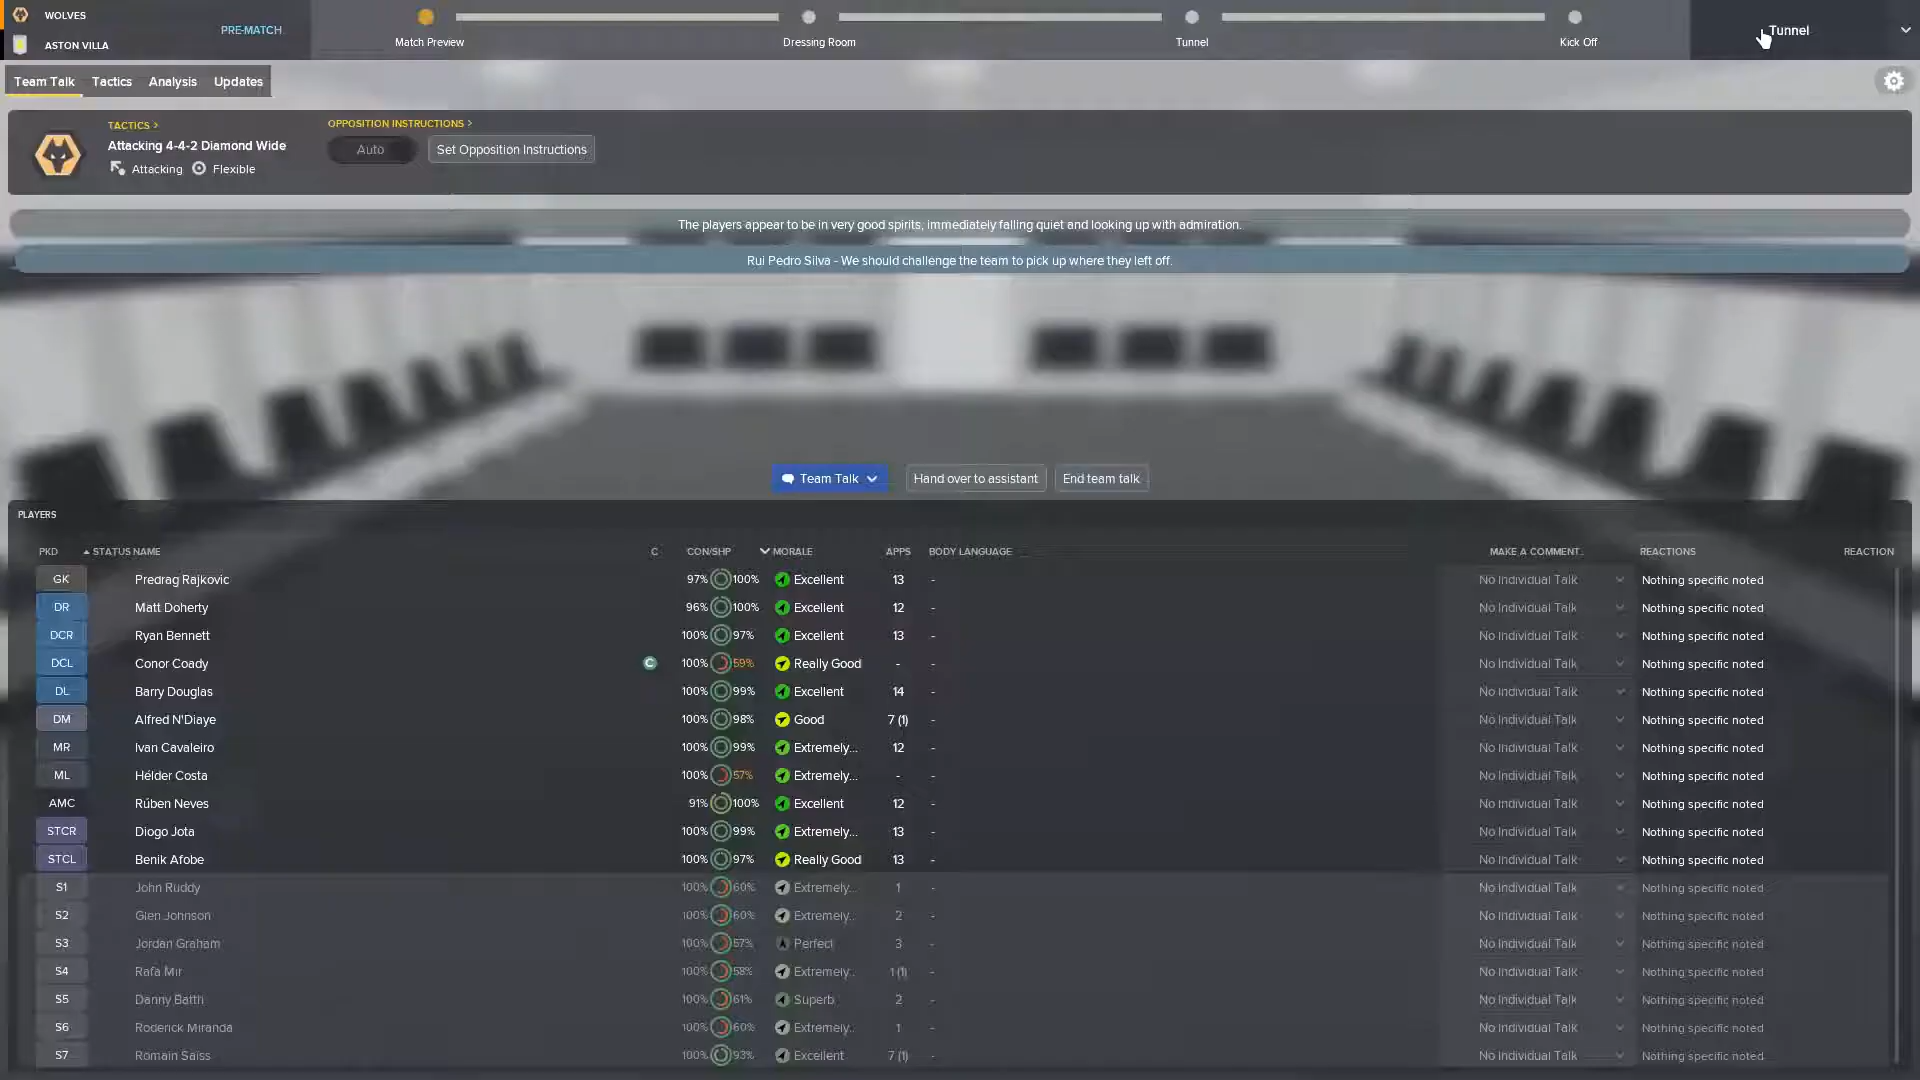 WOLVES
ASTON VILLA
PRE-MATCH
Match Preview
Dressing Room
Tunnel
Kick Off
Tunnel
Team Talk Tactics Analysis Updates
TACTICS >
Attacking 4-4-2 Diamond Wide
Attacking Flexible
OPPOSITION INSTRUCTIONS >
Auto Set Opposition Instructions
The players appear to be in very good spirits, immediately falling quiet and looking up with admiration.
Rui Pedro Silva - We should challenge the team to pick up where they left off.
Team Talk Hand over to assistant End team talk
PLAYERS
PKD STATUS NAME C CON/SHP MORALE APPS BODY LANGUAGE MAKE A COMMENT... REACTIONS REACTION
GK Predrag Rajkovic 97% 100% Excellent 13 - No Individual Talk Nothing specific noted
DR Matt Doherty 96% 100% Excellent 12 - No Individual Talk Nothing specific noted
DCR Ryan Bennett 100% 97% Excellent 13 - No Individual Talk Nothing specific noted
DCL Conor Coady C 100% 59% Really Good - - No Individual Talk Nothing specific noted
DL Barry Douglas 100% 99% Excellent 14 - No Individual Talk Nothing specific noted
DM Alfred N'Diaye 100% 98% Good 7 (1) - No Individual Talk Nothing specific noted
MR Ivan Cavaleiro 100% 99% Extremely... 12 - No Individual Talk Nothing specific noted
ML Hélder Costa 100% 57% Extremely... - - No Individual Talk Nothing specific noted
AMC Rúben Neves 91% 100% Excellent 12 - No Individual Talk Nothing specific noted
STCR Diogo Jota 100% 99% Extremely... 13 - No Individual Talk Nothing specific noted
STCL Benik Afobe 100% 97% Really Good 13 - No Individual Talk Nothing specific noted
S1 John Ruddy 100% 60% Extremely... 1 - No Individual Talk Nothing specific noted
S2 Glen Johnson 100% 60% Extremely... 2 - No Individual Talk Nothing specific noted
S3 Jordan Graham 100% 57% Perfect 3 - No Individual Talk Nothing specific noted
S4 Rafa Mir 100% 58% Extremely... 1 (1) - No Individual Talk Nothing specific noted
S5 Danny Batth 100% 61% Superb 2 - No Individual Talk Nothing specific noted
S6 Roderick Miranda 100% 60% Extremely... 1 - No Individual Talk Nothing specific noted
S7 Romain Saïss 100% 93% Excellent 7 (1) - No Individual Talk Nothing specific noted